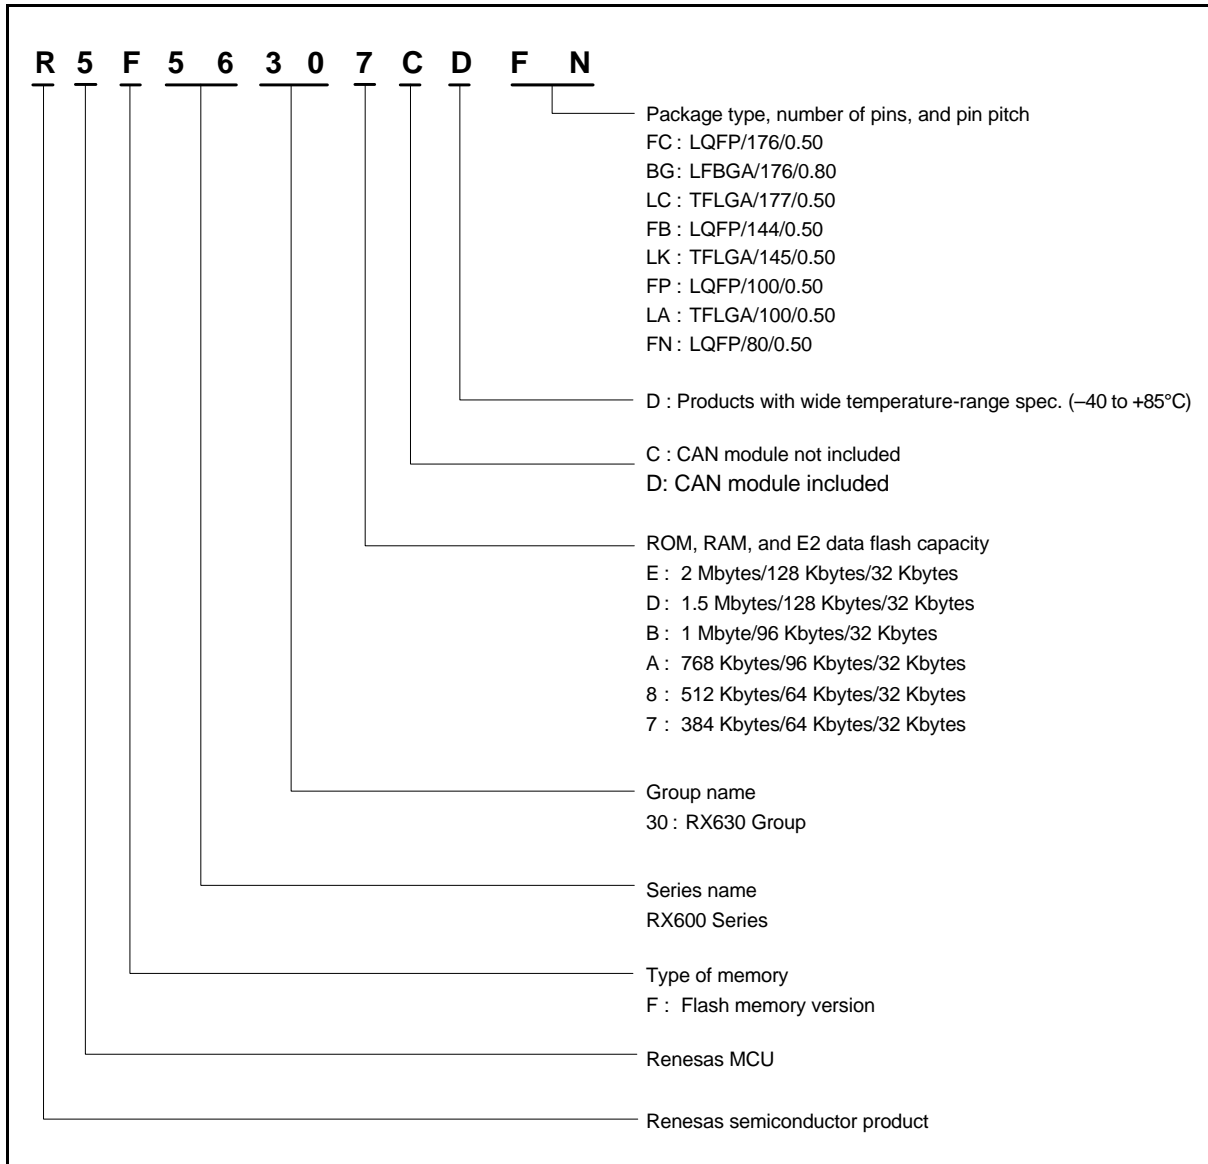 R 5 F 5 6 3 0 7 C D F N
Package type, number of pins, and pin pitch
FC : LQFP/176/0.50
BG: LFBGA/176/0.80
LC : TFLGA/177/0.50
FB : LQFP/144/0.50
LK : TFLGA/145/0.50
FP : LQFP/100/0.50
LA : TFLGA/100/0.50
FN : LQFP/80/0.50
D : Products with wide temperature-range spec. (–40 to +85°C)
C : CAN module not included
D: CAN module included
ROM, RAM, and E2 data flash capacity
E : 2 Mbytes/128 Kbytes/32 Kbytes
D : 1.5 Mbytes/128 Kbytes/32 Kbytes
B : 1 Mbyte/96 Kbytes/32 Kbytes
A : 768 Kbytes/96 Kbytes/32 Kbytes
8 : 512 Kbytes/64 Kbytes/32 Kbytes
7 : 384 Kbytes/64 Kbytes/32 Kbytes
Group name
30 : RX630 Group
Series name
RX600 Series
Type of memory
F : Flash memory version
Renesas MCU
Renesas semiconductor product